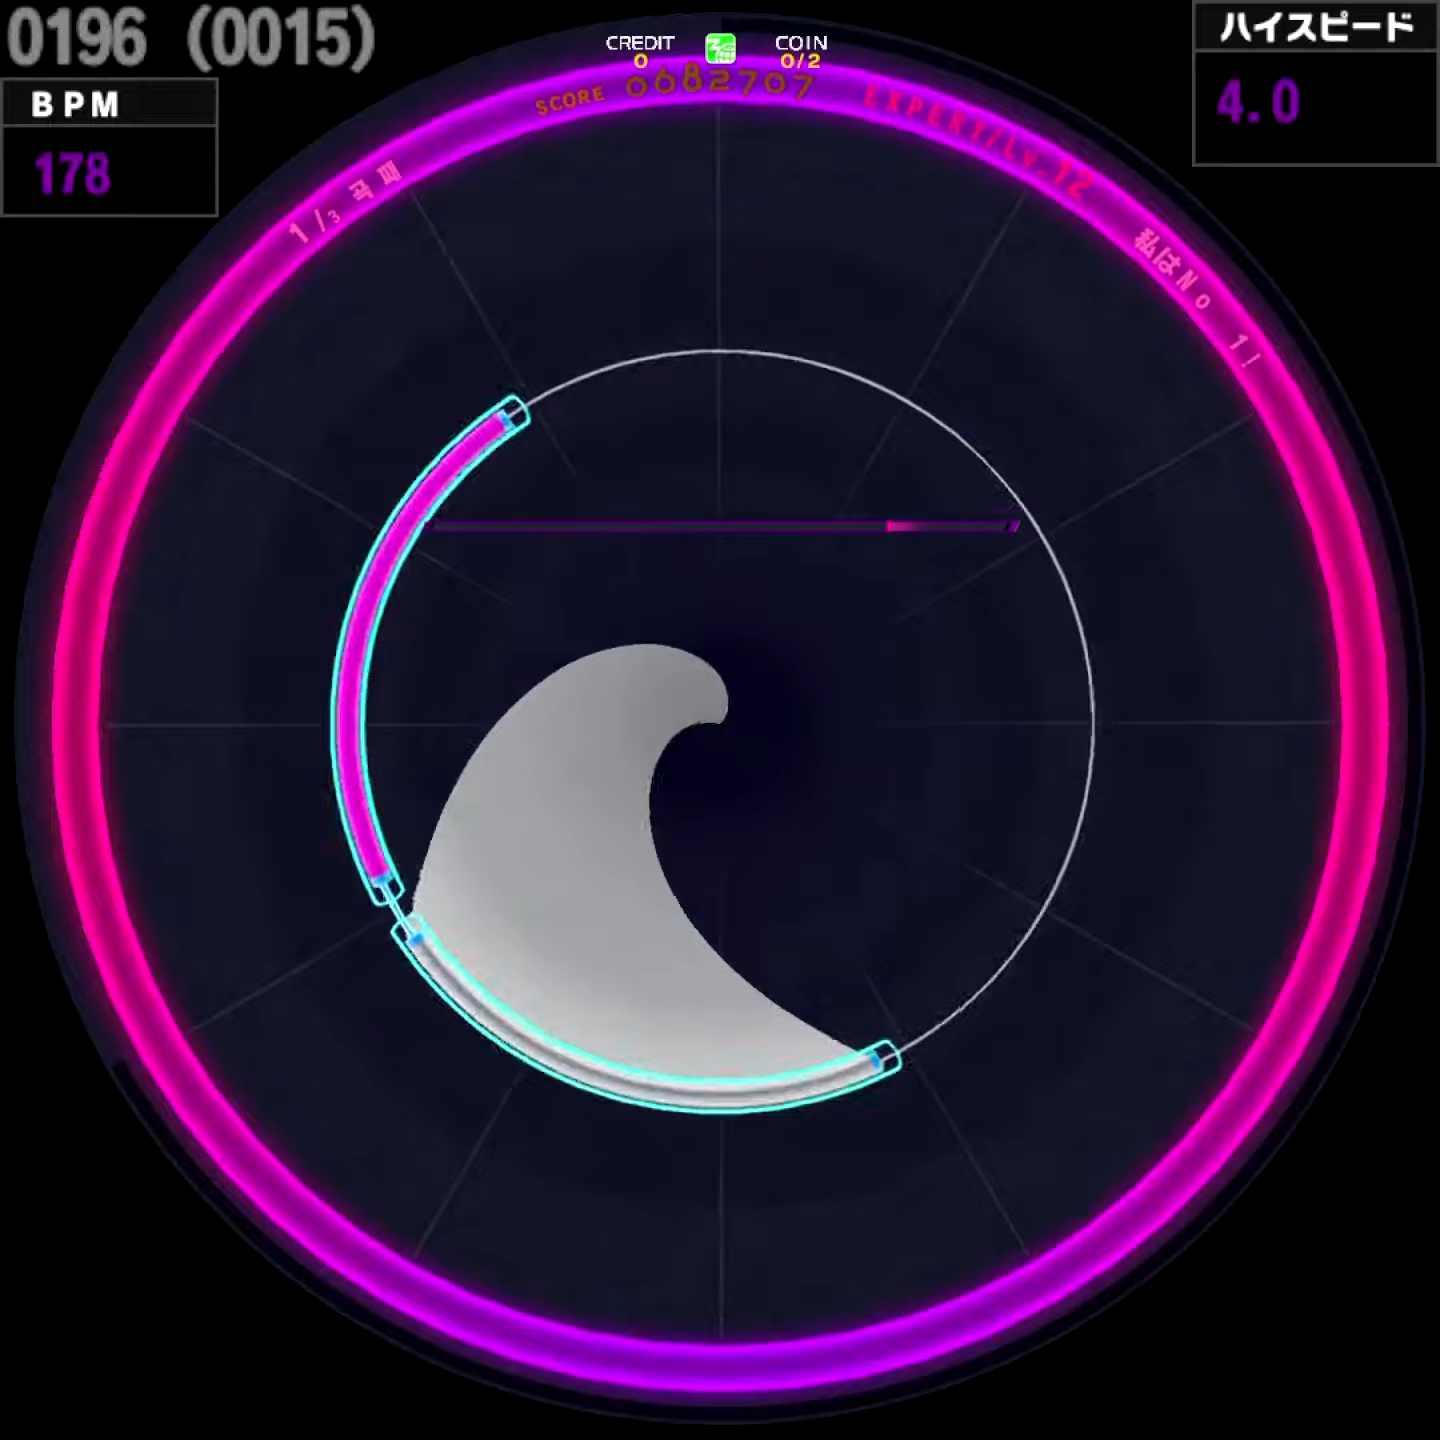 0196 (0015)
BPM
178
CREDIT
0
COIN
0/2
SCORE 0682707
EXPERT/Lv.12
ハイスピード
4.0
1/3 곡째
私はNo 1!